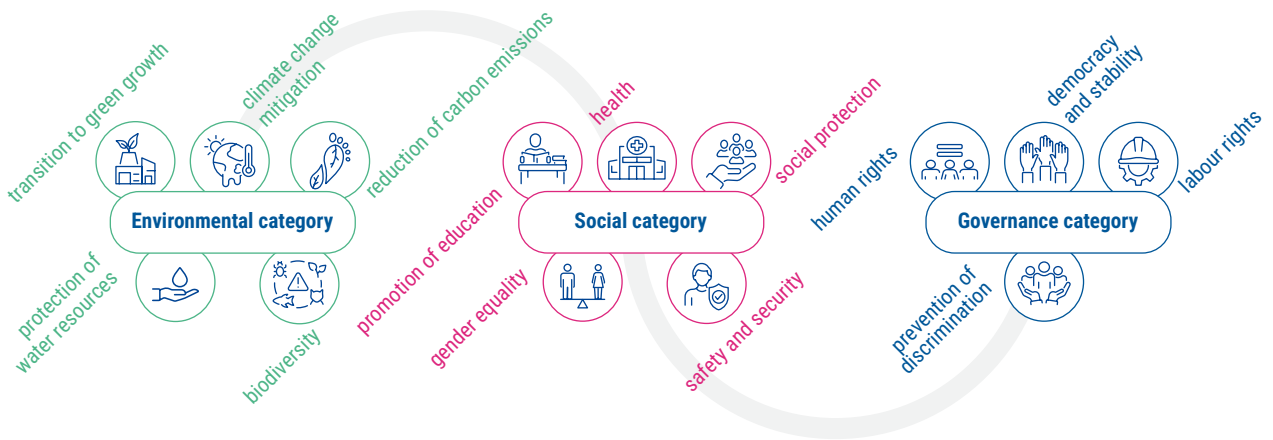 transition to green growth
climate change
mitigation
reduction of carbon emissions
Environmental category
protection of
water resources
biodiversity
promotion of education
health
social protection
Social category
gender equality
safety and security
human rights
democracy
and stability
labour rights
Governance category
prevention of
discrimination